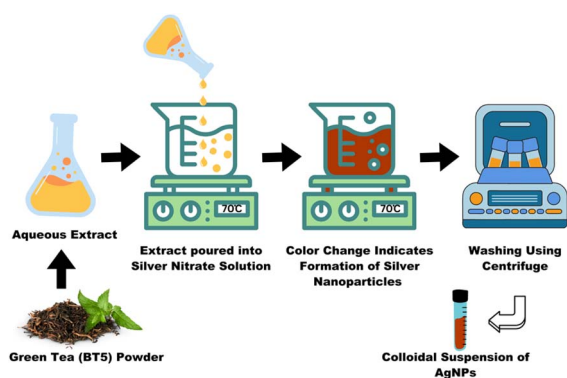 70℃
70℃
Aqueous Extract
Extract poured into
Silver Nitrate Solution
Color Change Indicates
Formation of Silver
Nanoparticles
Washing Using
Centrifuge
Green Tea (BT5) Powder
Colloidal Suspension of
AgNPs